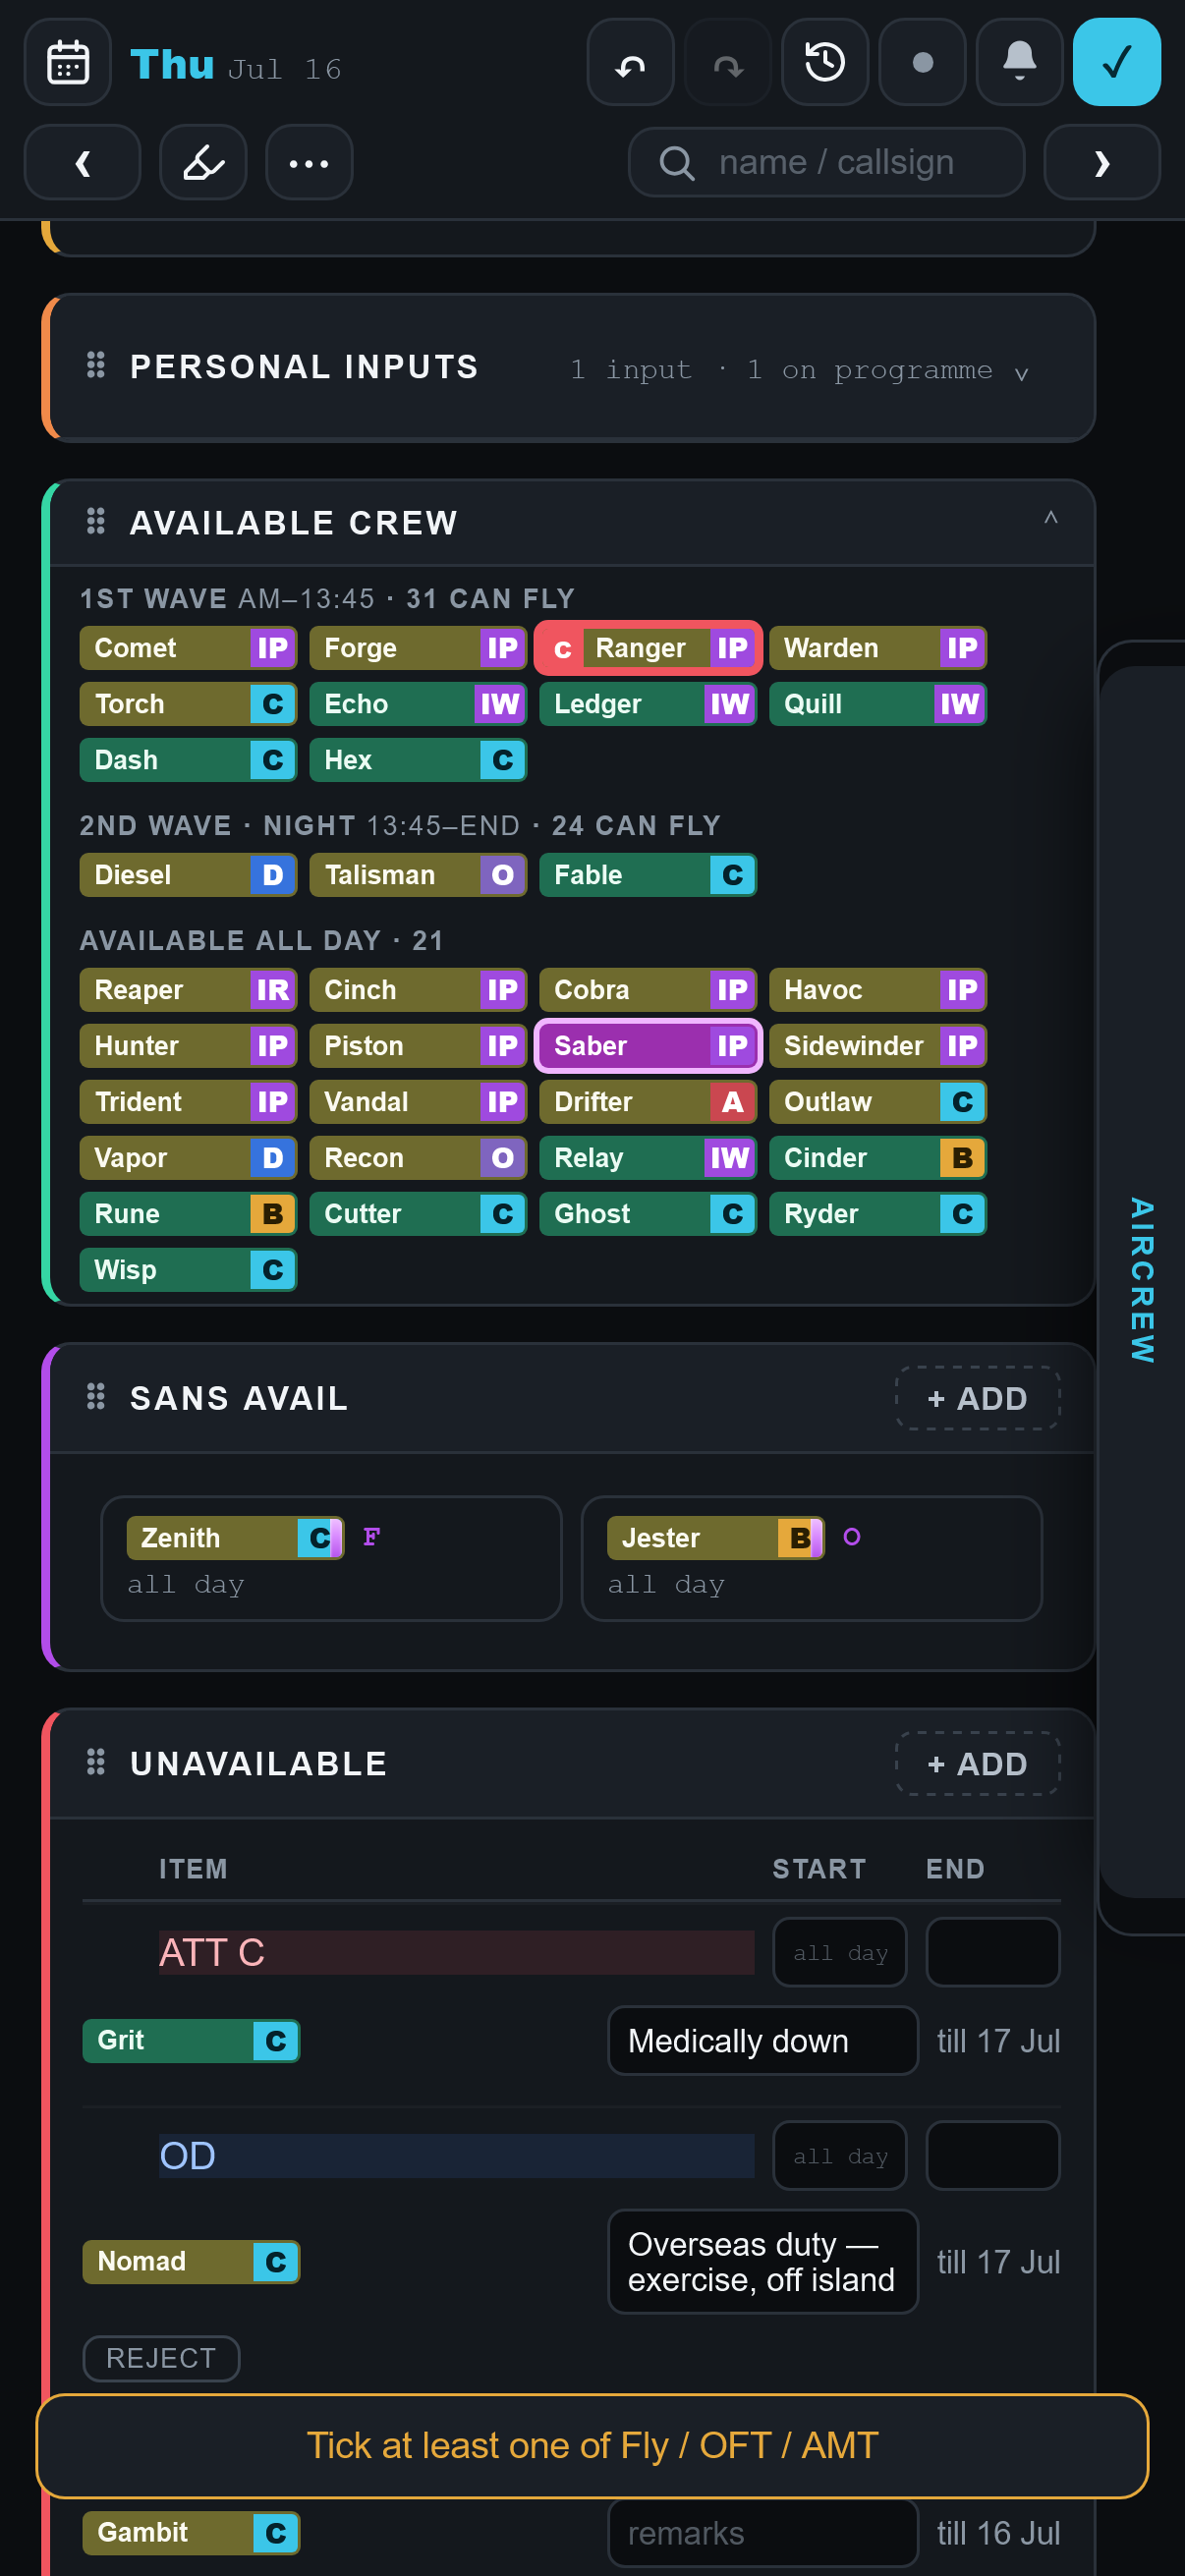 Thu Jul 16
name / callsign
PERSONAL INPUTS 1 input · 1 on programme
AVAILABLE CREW
1ST WAVE AM–13:45 · 31 CAN FLY
Comet IP Forge IP c Ranger IP Warden IP
Torch C Echo IW Ledger IW Quill IW
Dash C Hex C
2ND WAVE · NIGHT 13:45–END · 24 CAN FLY
Diesel D Talisman O Fable C
AVAILABLE ALL DAY · 21
Reaper IR Cinch IP Cobra IP Havoc IP
Hunter IP Piston IP Saber IP Sidewinder IP
Trident IP Vandal IP Drifter A Outlaw C
Vapor D Recon O Relay IW Cinder B
Rune B Cutter C Ghost C Ryder C
Wisp C
AIRCREW
SANS AVAIL + ADD
Zenith C F Jester B O
all day all day
UNAVAILABLE + ADD
ITEM START END
ATT C all day
Grit C Medically down till 17 Jul
OD all day
Nomad C Overseas duty —
exercise, off island till 17 Jul
REJECT
Tick at least one of Fly / OFT / AMT
Gambit C remarks till 16 Jul